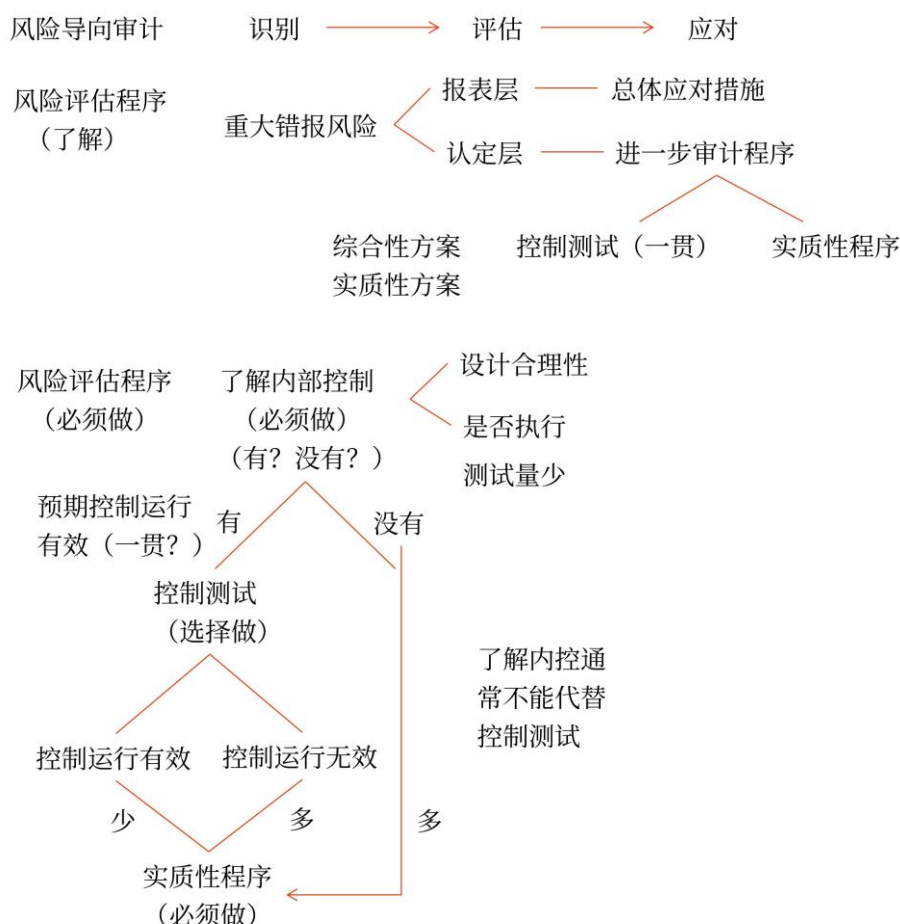 风险导向审计 识别 评估 应对
风险评估程序
（了解）
重大错报风险
报表层 总体应对措施
认定层 进一步审计程序
综合性方案
实质性方案
控制测试（一贯） 实质性程序
风险评估程序
（必须做）
了解内部控制
（必须做）
（有？没有？）
设计合理性
是否执行
测试量少
预期控制运行
有效（一贯？）
有
没有
控制测试
（选择做）
了解内控通
常不能代替
控制测试
控制运行有效 控制运行无效
少 多 多
实质性程序
（必须做）